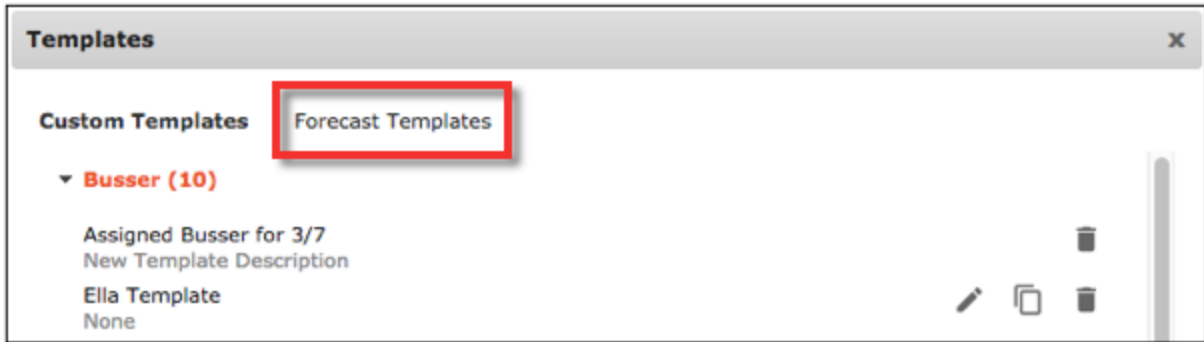 Templates x
Custom Templates Forecast Templates
Busser (10)
Assigned Busser for 3/7
New Template Description
Ella Template
None